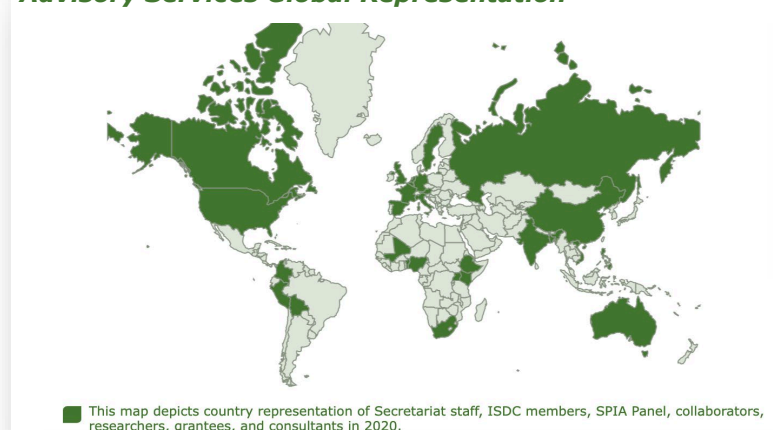 Advisory Services Global Representation
This map depicts country representation of Secretariat staff, ISDC members, SPIA Panel, collaborators,
researchers, grantees, and consultants in 2020.